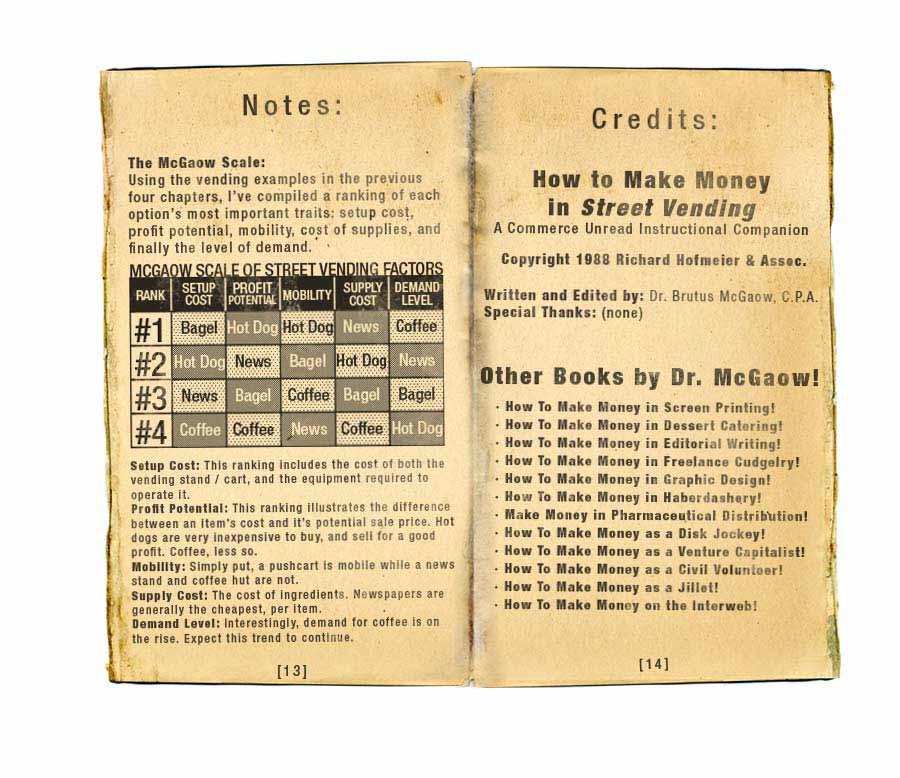 Notes:
The McGaow Scale:
Using the vending examples in the previous
four chapters, I've compiled a ranking of each
option's most important traits: setup cost,
profit potential, mobility, cost of supplies, and
finally the level of demand.
MCGAOW SCALE OF STREET VENDING FACTORS
RANK SETUP COST PROFIT POTENTIAL MOBILITY SUPPLY COST DEMAND LEVEL
#1 Bagel Hot Dog Hot Dog News Coffee
#2 Hot Dog News Bagel Hot Dog News
#3 News Bagel Coffee Bagel Bagel
#4 Coffee Coffee News Coffee Hot Dog
Setup Cost: This ranking includes the cost of both the
vending stand / cart, and the equipment required to
operate it.
Profit Potential: This ranking illustrates the difference
between an item's cost and it's potential sale price. Hot
dogs are very inexpensive to buy, and sell for a good
profit. Coffee, less so.
Mobility: Simply put, a pushcart is mobile while a news
stand and coffee hut are not.
Supply Cost: The cost of ingredients. Newspapers are
generally the cheapest, per item.
Demand Level: Interestingly, demand for coffee is on
the rise. Expect this trend to continue.
[13]
Credits:
How to Make Money
in Street Vending
A Commerce Unread Instructional Companion
Copyright 1988 Richard Hofmeier & Assoc.
Written and Edited by: Dr. Brutus McGaow, C.P.A.
Special Thanks: (none)
Other Books by Dr. McGaow!
· How To Make Money in Screen Printing!
· How To Make Money in Dessert Catering!
· How To Make Money in Editorial Writing!
· How To Make Money in Freelance Cudgelry!
· How To Make Money in Graphic Design!
· How To Make Money in Haberdashery!
· Make Money in Pharmaceutical Distribution!
· How To Make Money as a Disk Jockey!
· How To Make Money as a Venture Capitalist!
· How To Make Money as a Civil Volunteer!
· How To Make Money as a Jillet!
· How To Make Money on the Interweb!
[14]